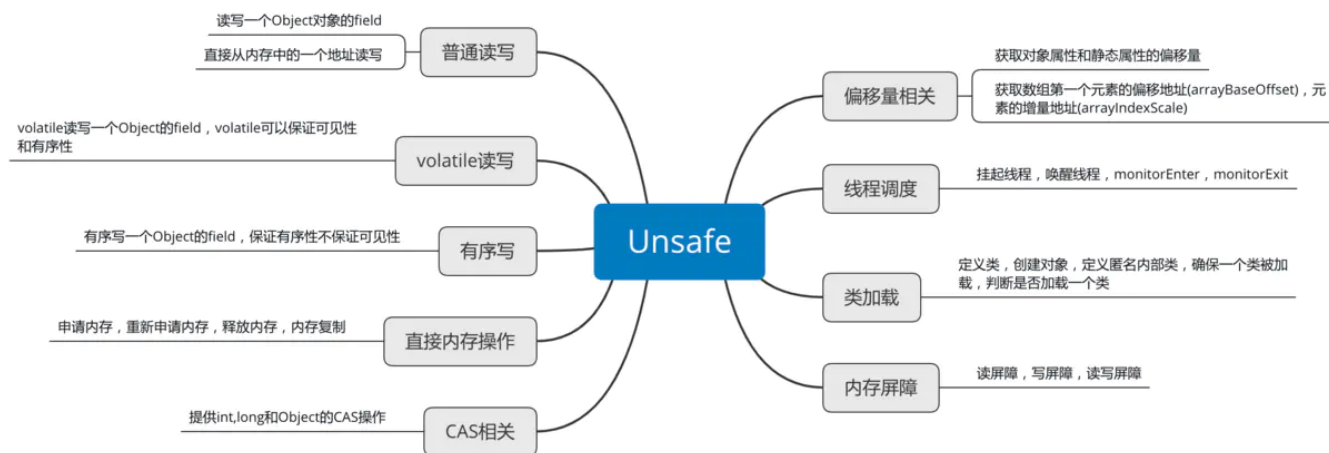 Unsafe
普通读写
读写一个Object对象的field
直接从内存中的一个地址读写
volatile读写
volatile读写一个Object的field，volatile可以保证可见性
和有序性
有序写
有序写一个Object的field，保证有序性不保证可见性
直接内存操作
申请内存，重新申请内存，释放内存，内存复制
CAS相关
提供int,long和Object的CAS操作
偏移量相关
获取对象属性和静态属性的偏移量
获取数组第一个元素的偏移地址(arrayBaseOffset)，元
素的增量地址(arrayIndexScale)
线程调度
挂起线程，唤醒线程，monitorEnter，monitorExit
类加载
定义类，创建对象，定义匿名内部类，确保一个类被加
载，判断是否加载一个类
内存屏障
读屏障，写屏障，读写屏障